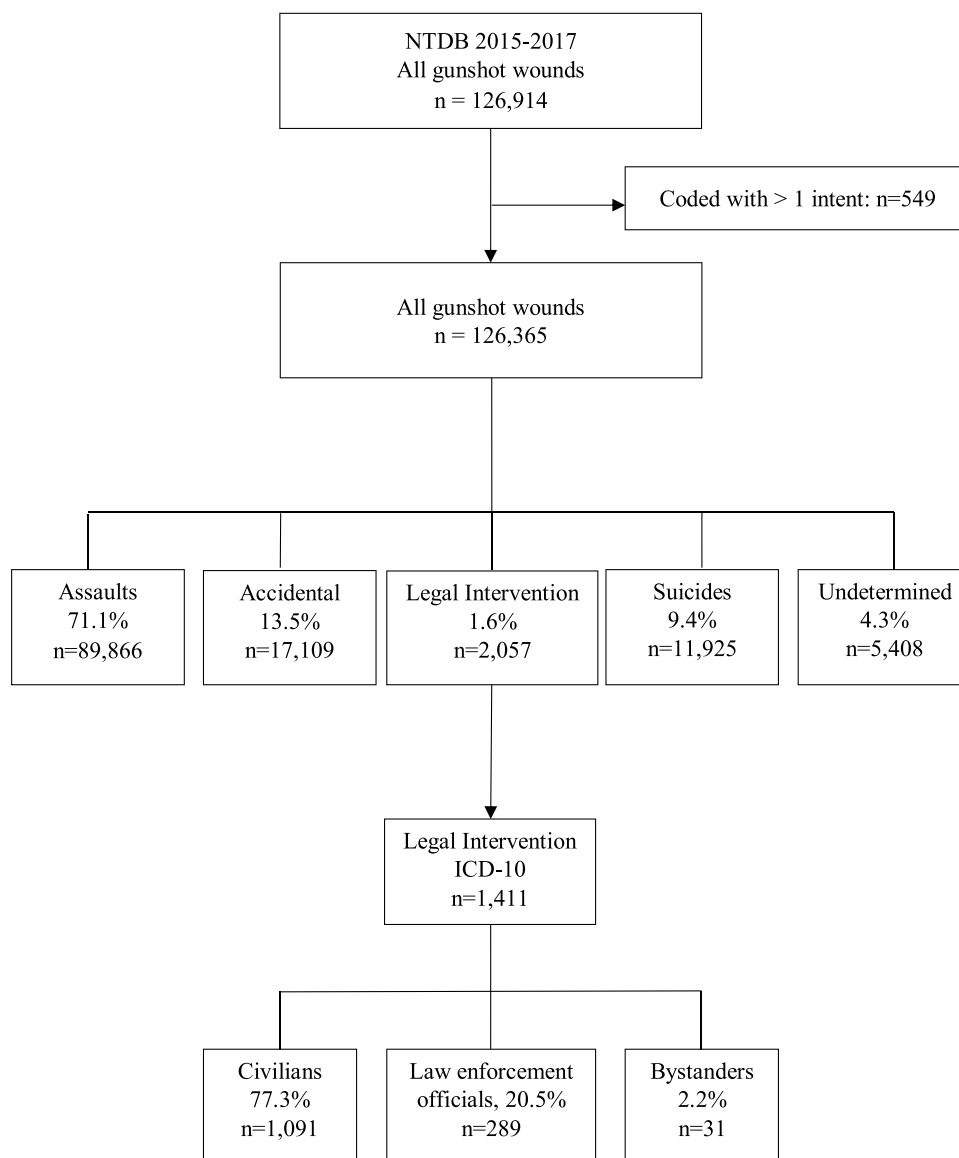 NTDB 2015-2017
All gunshot wounds
n = 126,914
Coded with > 1 intent: n=549
All gunshot wounds
n = 126,365
Assaults
71.1%
n=89,866
Accidental
13.5%
n=17,109
Legal Intervention
1.6%
n=2,057
Suicides
9.4%
n=11,925
Undetermined
4.3%
n=5,408
Legal Intervention
ICD-10
n=1,411
Civilians
77.3%
n=1,091
Law enforcement
officials, 20.5%
n=289
Bystanders
2.2%
n=31